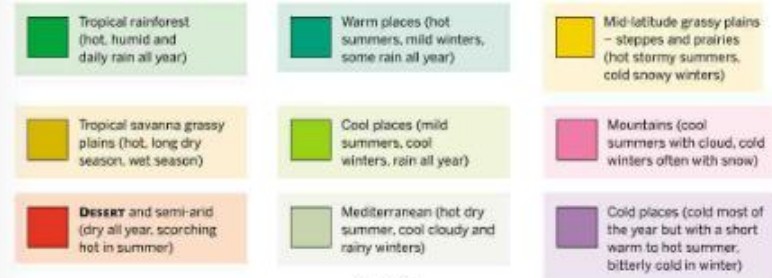 Tropical rainforest
(hot, humid and
daily rain all year)
Warm places (hot
summers, mild winters,
some rain all year)
Mid-latitude grassy plains
– steppes and prairies
(hot stormy summers,
cold snowy winters)
Tropical savanna grassy
plains (hot, long dry
season, wet season)
Cool places (mild
summers, cool
winters, rain all year)
Mountains (cool
summers with cloud, cold
winters often with snow)
DESERT and semi-arid
(dry all year, scorching
hot in summer)
Mediterranean (hot dry
summer, cool cloudy and
rainy winters)
Cold places (cold most of
the year but with a short
warm to hot summer,
bitterly cold in winter)